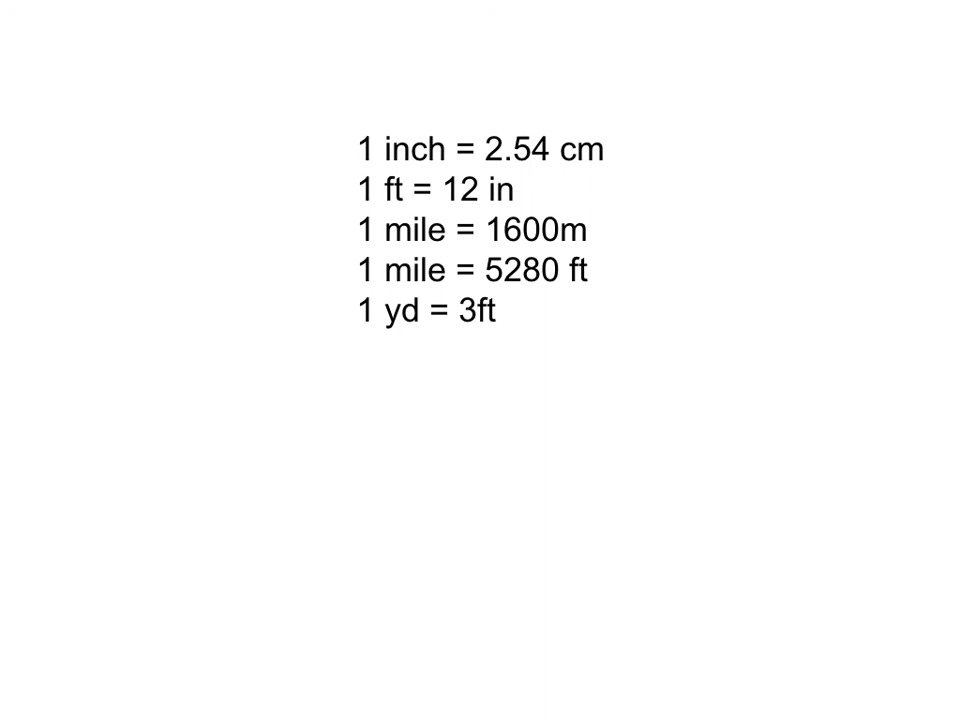 1 inch = 2.54 cm
1 ft = 12 in
1 mile = 1600m
1 mile = 5280 ft
1 yd = 3ft